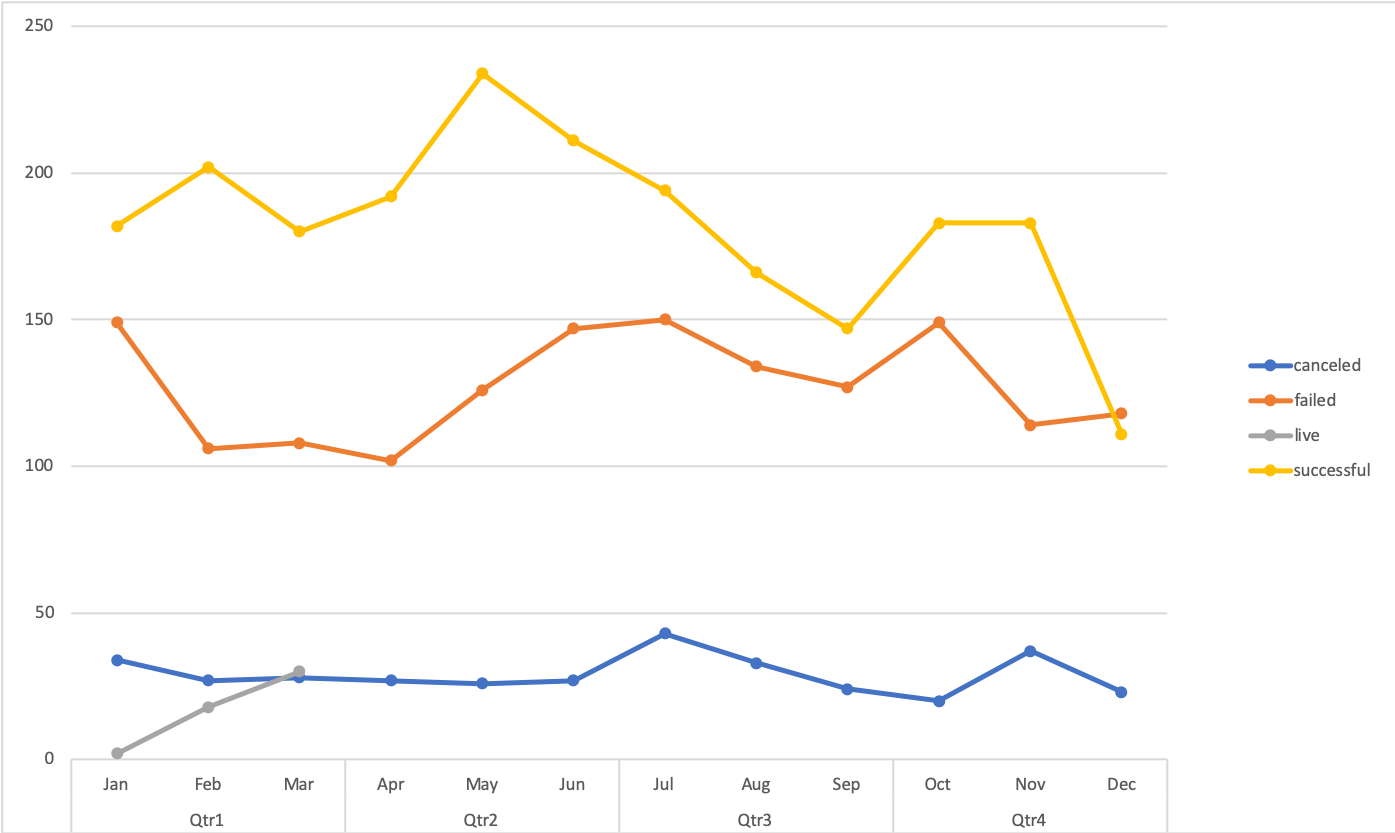 250
200
150
100
50
0
Jan Feb Mar Apr May Jun Jul Aug Sep Oct Nov Dec
Qtr1 Qtr2 Qtr3 Qtr4
canceled
failed
live
successful